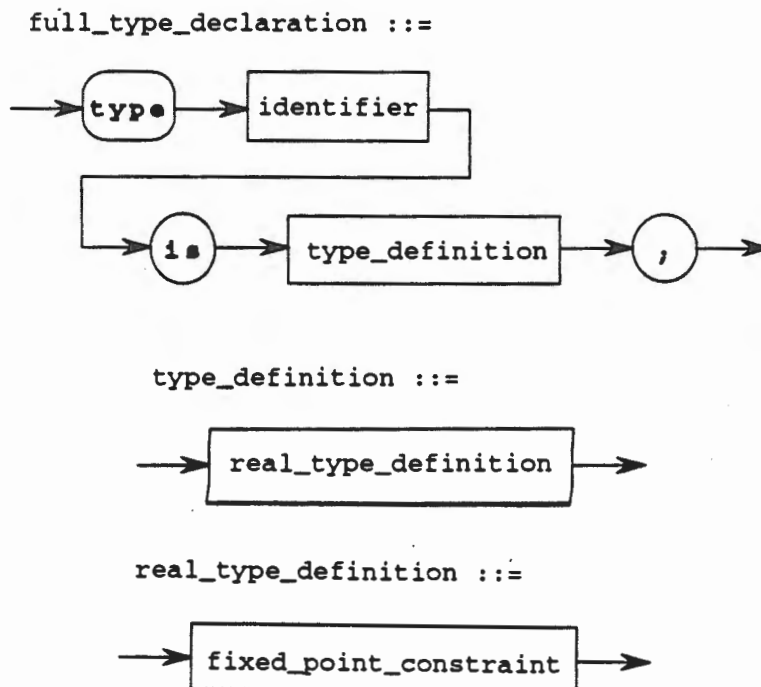 full_type_declaration ::=
type identifier
is type_definition ;
type_definition ::=
real_type_definition
real_type_definition ::=
fixed_point_constraint